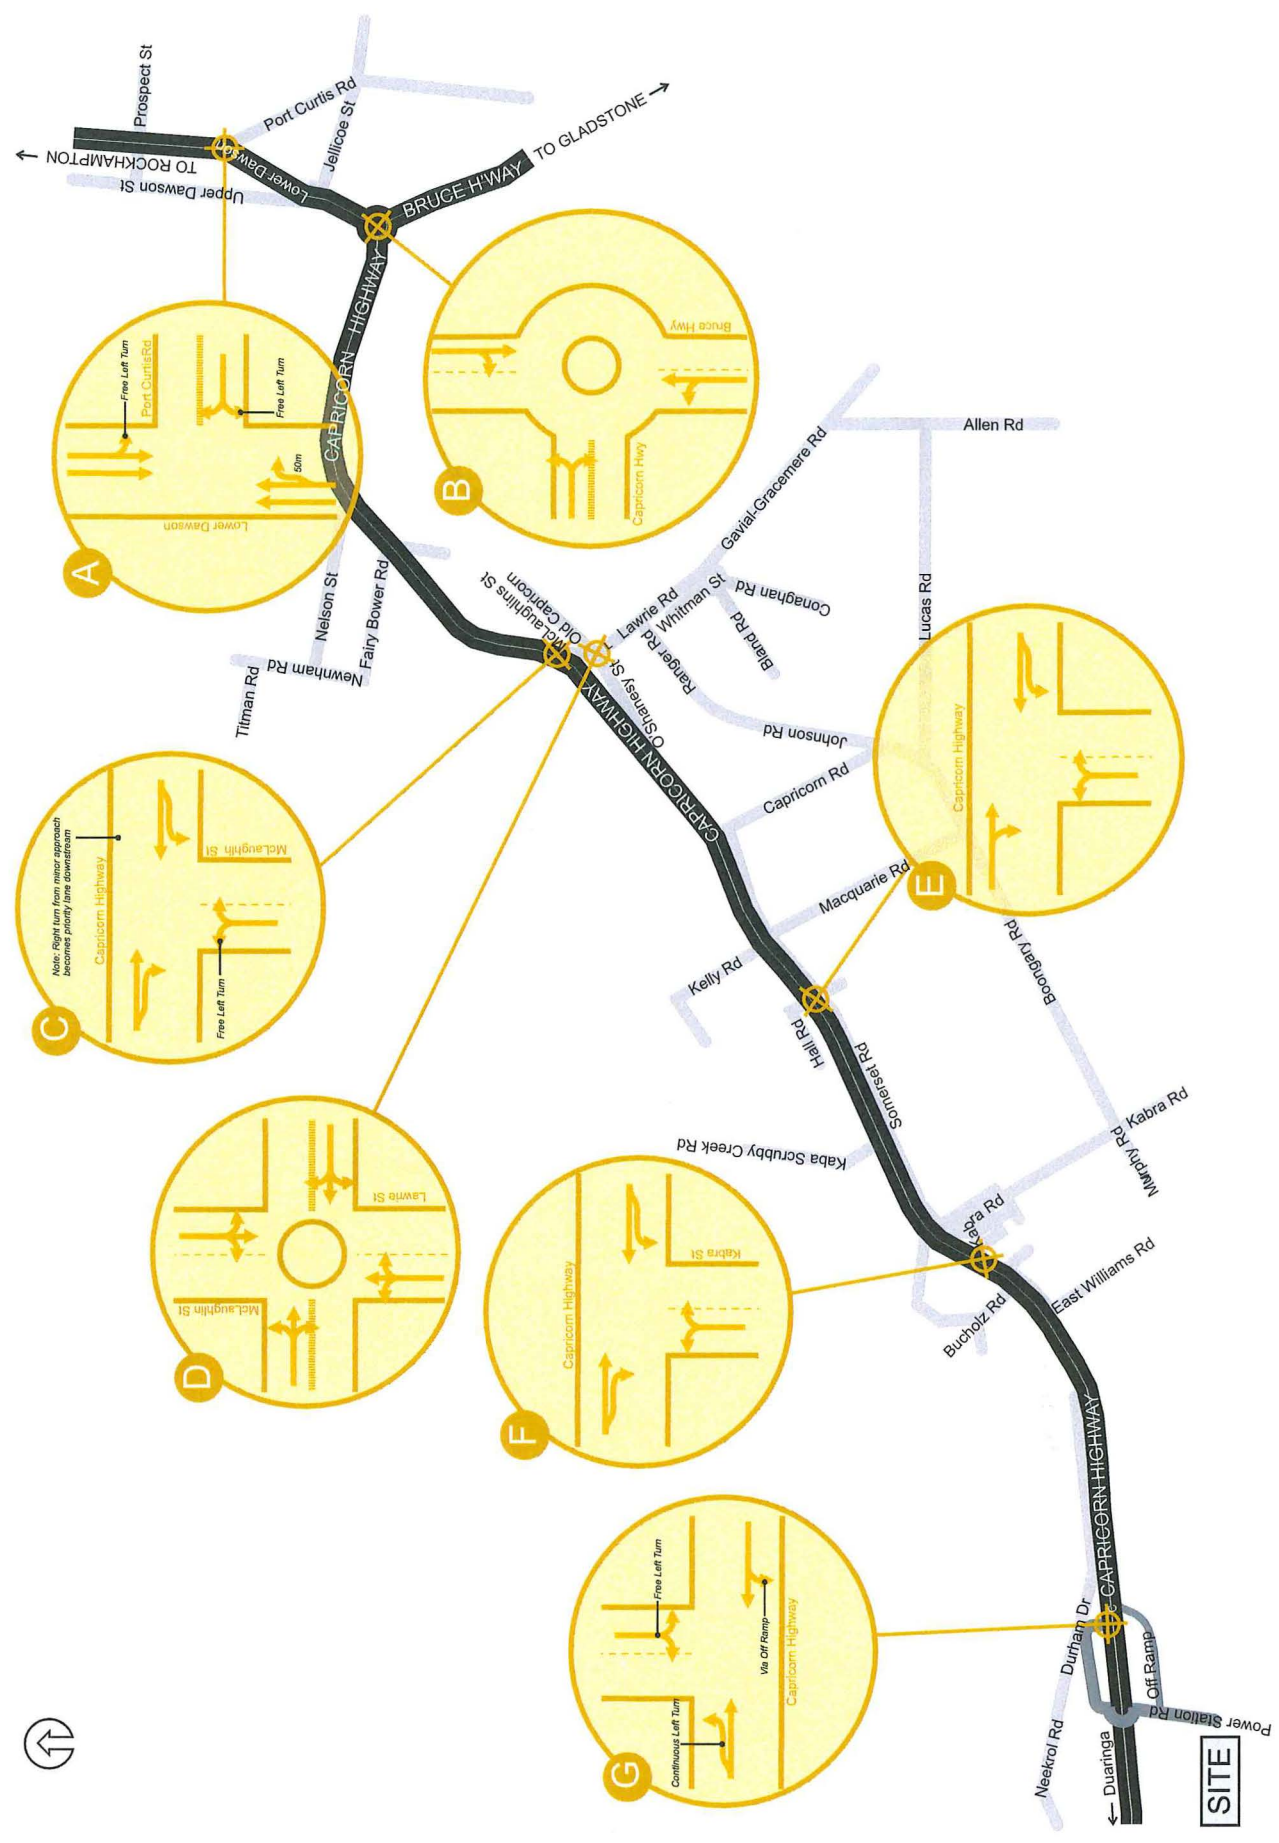 Prospect St
Port Curtis Rd
Jellicoe St
TO GLADSTONE
TO ROCKHAMPTON
Upper Dawson St
Lower Dawson
BRUCE H'WAY
CAPRICORN HIGHWAY
A
Free Left Turn
Port CurtisRd
Free Left Turn
50m
Lower Dawson
B
Bruce Hwy
Capricorn Hwy
Nelson St
Fairy Bower Rd
Newnham Rd
Titman Rd
McLaughlins St
Old Capricorn
O'Shanesy St
Lawrie Rd
Whitman St
Ranger Rd
Bland Rd
Conaghan Rd
Gavial-Gracemere Rd
Allen Rd
Lucas Rd
Johnson Rd
CAPRICORN HIGHWAY
Capricorn Rd
Macquarie Rd
Kelly Rd
C
Note: Right turn from minor approach
becomes priority lane downstream
Capricorn Highway
McLaughlin St
Free Left Turn
D
McLaughlin St
Lawrie St
E
Capricorn Highway
Boongary Rd
Hall Rd
Somerset Rd
Kaba Scrubby Creek Rd
Kabra Rd
Murphy Rd
Kabra Rd
F
Capricorn Highway
Kabra St
Bucholz Rd
East Williams Rd
CAPRICORN HIGHWAY
G
Free Left Turn
Via Off Ramp
Continuous Left Turn
Capricorn Highway
Durham Dr
Off Ramp
Neekrol Rd
Power Station Rd
Duaringa
SITE